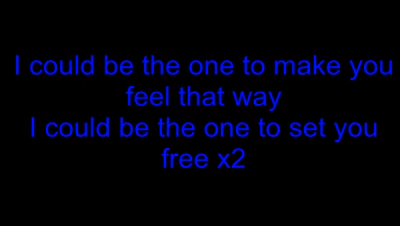 I could be the one to make you
feel that way
I could be the one to set you
free x2